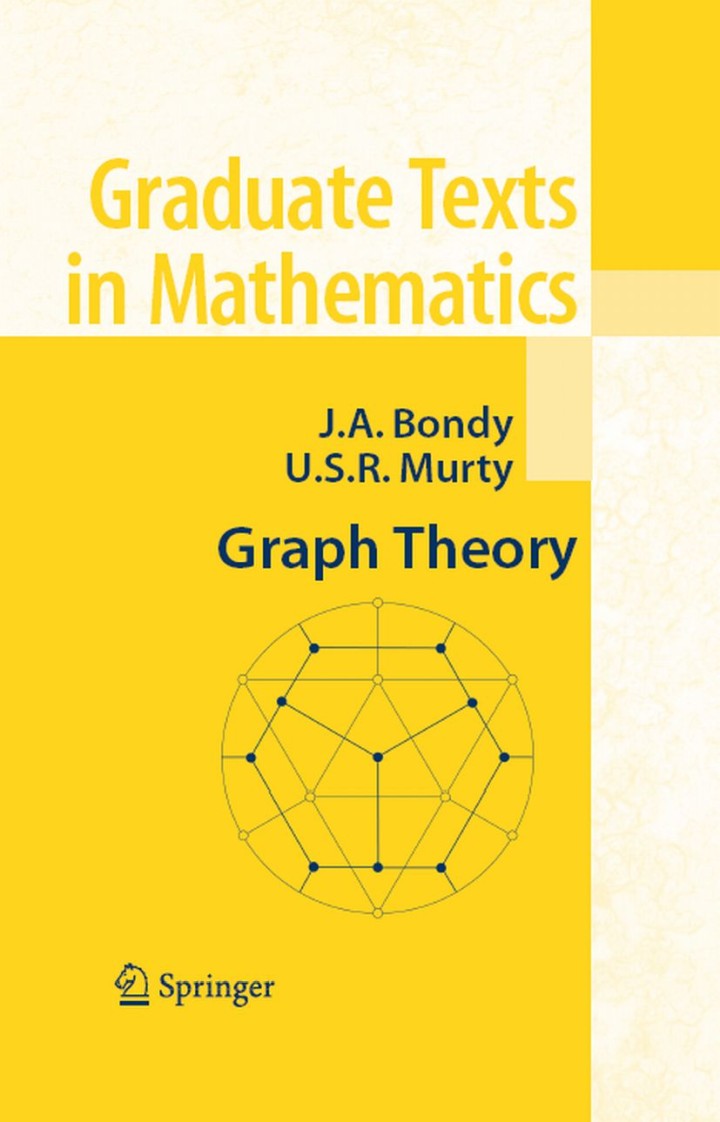 Graduate Texts
in Mathematics
J.A. Bondy
U.S.R. Murty
Graph Theory
Springer